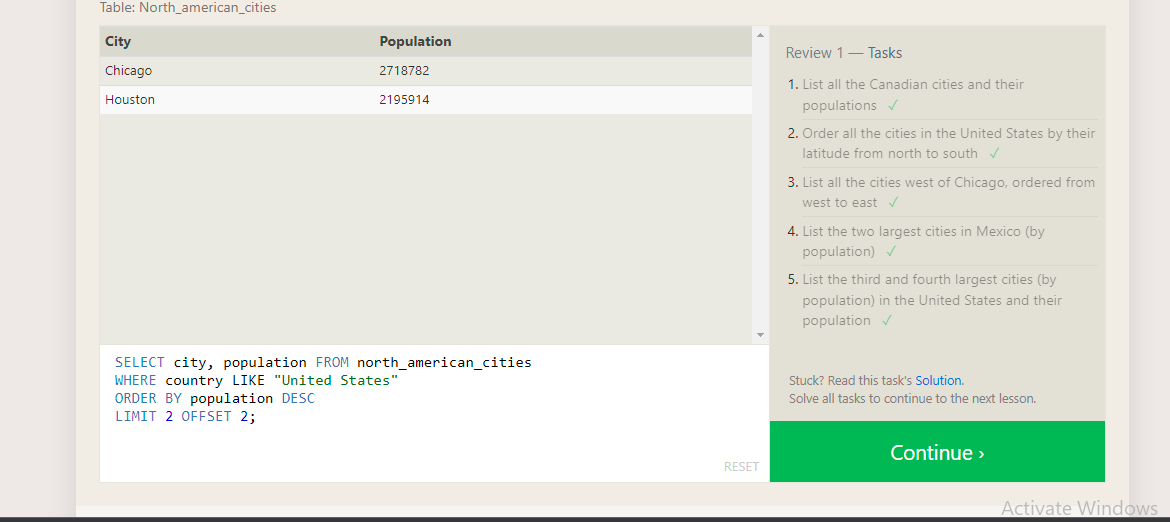 Table: North_american_cities
City Population
Chicago 2718782
Houston 2195914
SELECT city, population FROM north_american_cities
WHERE country LIKE "United States"
ORDER BY population DESC
LIMIT 2 OFFSET 2;
RESET
Review 1 — Tasks
1. List all the Canadian cities and their
populations ✓
2. Order all the cities in the United States by their
latitude from north to south ✓
3. List all the cities west of Chicago, ordered from
west to east ✓
4. List the two largest cities in Mexico (by
population) ✓
5. List the third and fourth largest cities (by
population) in the United States and their
population ✓
Stuck? Read this task's Solution.
Solve all tasks to continue to the next lesson.
Continue ›
Activate Windows